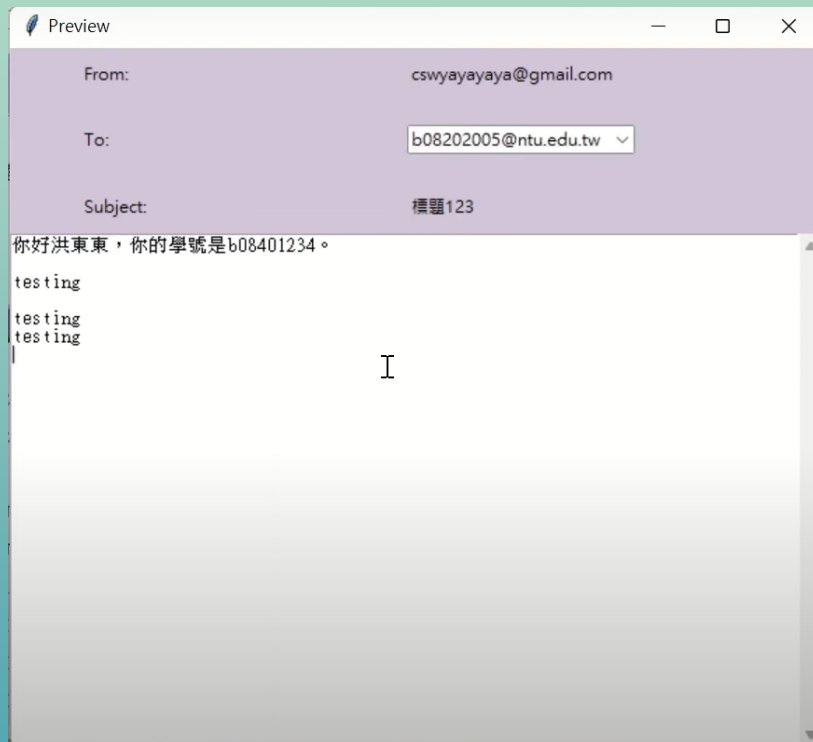 Preview
From: cswyayayaya@gmail.com
To: b08202005@ntu.edu.tw
Subject: 標題123
你好洪東東，你的學號是b08401234。
testing
testing
testing